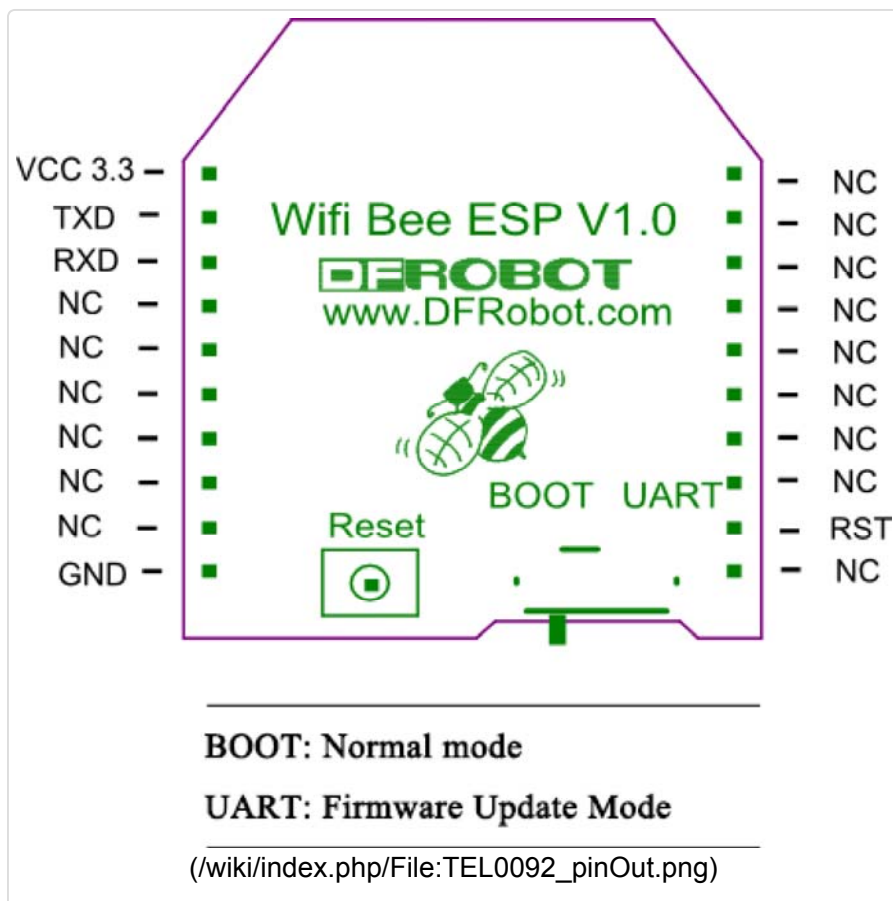 VCC 3.3
TXD
RXD
NC
NC
NC
NC
NC
NC
GND
Wifi Bee ESP V1.0
DFROBOT
www.DFRobot.com
BOOT UART
Reset
NC
NC
NC
NC
NC
NC
NC
NC
RST
NC
BOOT: Normal mode
UART: Firmware Update Mode
(/wiki/index.php/File:TEL0092_pinOut.png)